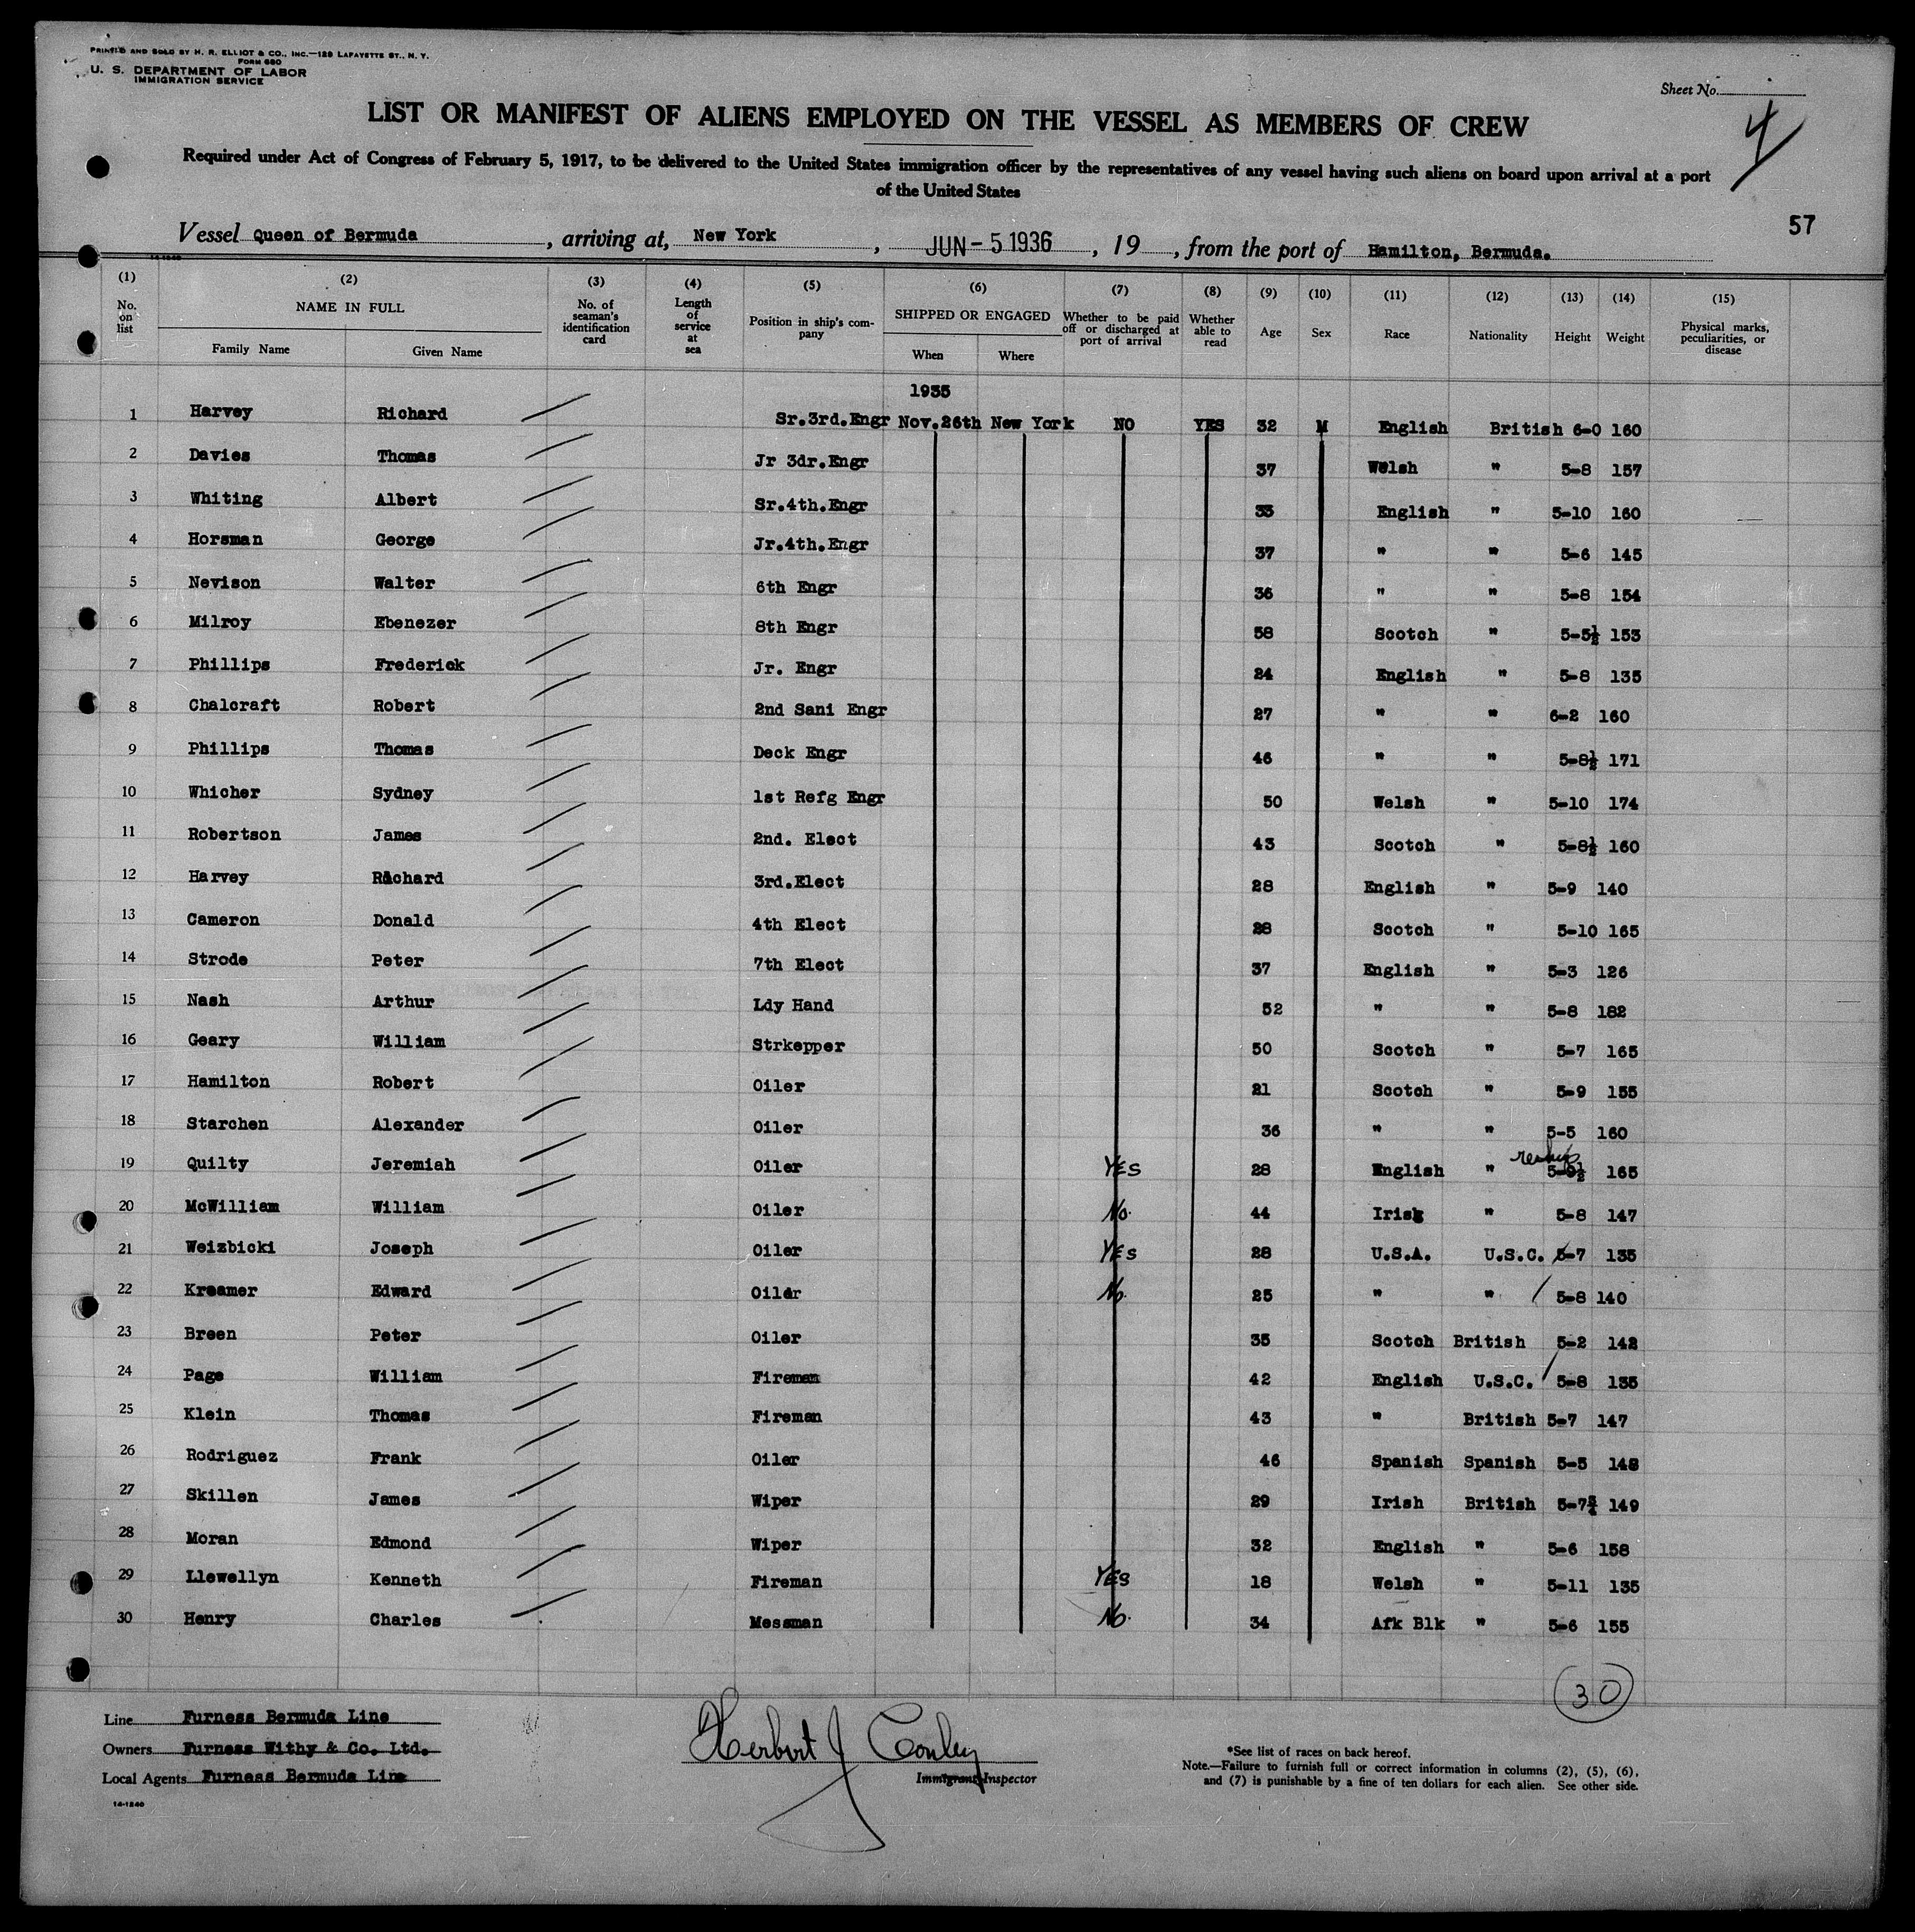 PRINTED AND SOLD BY H. R. ELLIOT & CO., INC.—129 LAFAYETTE ST., N. Y.
FORM 680
U. S. DEPARTMENT OF LABOR
IMMIGRATION SERVICE
Sheet No.
4
LIST OR MANIFEST OF ALIENS EMPLOYED ON THE VESSEL AS MEMBERS OF CREW
Required under Act of Congress of February 5, 1917, to be delivered to the United States immigration officer by the representatives of any vessel having such aliens on board upon arrival at a port
of the United States
57
Vessel Queen of Bermuda, arriving at, New York, JUN - 5 1936, 19, from the port of Hamilton, Bermuda.
14-1240
(1) (2) (3) (4) (5) (6) (7) (8) (9) (10) (11) (12) (13) (14) (15)
No. on list NAME IN FULL Family Name Given Name No. of seaman's identification card Length of service at sea Position in ship's company SHIPPED OR ENGAGED When Where Whether to be paid off or discharged at port of arrival Whether able to read Age Sex Race Nationality Height Weight Physical marks, peculiarities, or disease
1935
1 Harvey Richard Sr.3rd.Engr Nov.26th New York NO YES 32 M English British 6-0 160
2 Davies Thomas Jr 3dr.Engr 37 Welsh " 5-8 157
3 Whiting Albert Sr.4th.Engr 33 English " 5-10 160
4 Horsman George Jr.4th.Engr 37 " " 5-6 145
5 Nevison Walter 6th Engr 36 " " 5-8 154
6 Milroy Ebenezer 8th Engr 58 Scotch " 5-5½ 153
7 Phillips Frederick Jr. Engr 24 English " 5-8 135
8 Chalcraft Robert 2nd Sani Engr 27 " " 6-2 160
9 Phillips Thomas Deck Engr 46 " " 5-8½ 171
10 Whicher Sydney 1st Refg Engr 50 Welsh " 5-10 174
11 Robertson James 2nd. Elect 43 Scotch " 5-8½ 160
12 Harvey Richard 3rd.Elect 28 English " 5-9 140
13 Cameron Donald 4th Elect 28 Scotch " 5-10 165
14 Strode Peter 7th Elect 37 English " 5-3 126
15 Nash Arthur Ldy Hand 52 " " 5-8 182
16 Geary William Strkepper 50 Scotch " 5-7 165
17 Hamilton Robert Oiler 21 Scotch " 5-9 155
18 Starchen Alexander Oiler 36 " " 5-5 160
19 Quilty Jeremiah Oiler YES 28 English " 165
20 McWilliam William Oiler No. 44 Irish " 5-8 147
21 Weizbicki Joseph Oiler YES 28 U.S.A. U.S.C. 5-7 135
22 Kreamer Edward Oiler No. 25 " " 5-8 140
23 Breen Peter Oiler 35 Scotch British 5-2 142
24 Page William Fireman 42 English U.S.C. 5-8 135
25 Klein Thomas Fireman 43 " British 5-7 147
26 Rodriguez Frank Oiler 46 Spanish Spanish 5-5 148
27 Skillen James Wiper 29 Irish British 5-7¾ 149
28 Moran Edmond Wiper 32 English " 5-6 158
29 Llewellyn Kenneth Fireman YES 18 Welsh " 5-11 135
30 Henry Charles Messman No. 34 Afk Blk " 5-6 155
30
Line Furness Bermuda Line
Owners Furness Withy & Co. Ltd.
Local Agents Furness Bermuda Line
14-1240
Herbert J Conley
Immigrant Inspector
*See list of races on back hereof.
Note.—Failure to furnish full or correct information in columns (2), (5), (6),
and (7) is punishable by a fine of ten dollars for each alien. See other side.